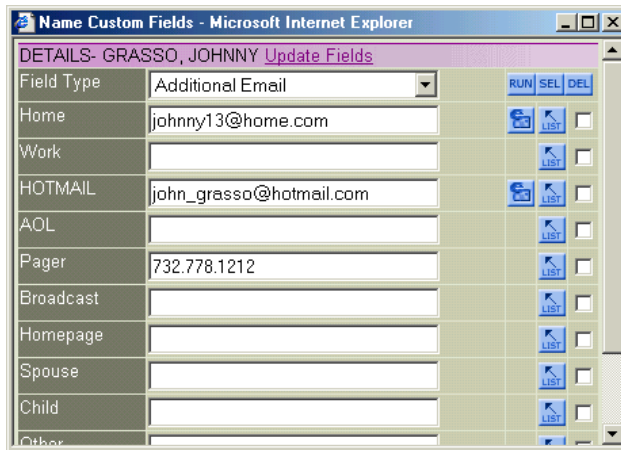 Name Custom Fields - Microsoft Internet Explorer
DETAILS- GRASSO, JOHNNY Update Fields
Field Type Additional Email RUN SEL DEL
Home johnny13@home.com LIST
Work LIST
HOTMAIL john_grasso@hotmail.com LIST
AOL LIST
Pager 732.778.1212 LIST
Broadcast LIST
Homepage LIST
Spouse LIST
Child LIST
Other